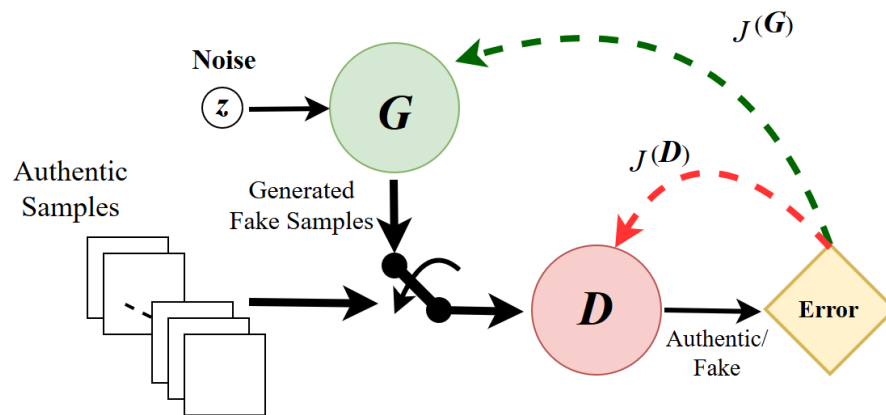 J(G)
Noise
z
G
J(D)
Authentic
Samples
Generated
Fake Samples
D
Error
Authentic/
Fake